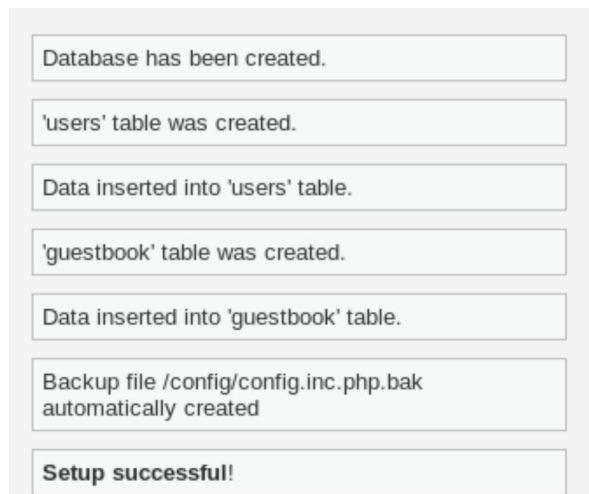 Database has been created.
'users' table was created.
Data inserted into 'users' table.
'guestbook' table was created.
Data inserted into 'guestbook' table.
Backup file /config/config.inc.php.bak
automatically created
Setup successful!